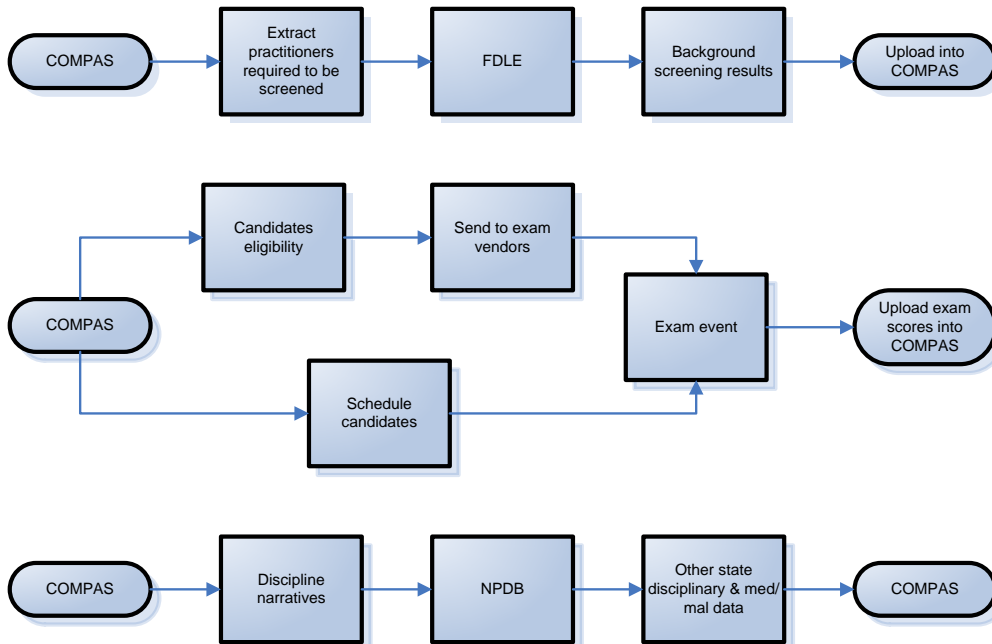 COMPAS
Extract
practitioners
required to be
screened
FDLE
Background
screening results
Upload into
COMPAS
Candidates
eligibility
Send to exam
vendors
COMPAS
Exam event
Upload exam
scores into
COMPAS
Schedule
candidates
COMPAS
Discipline
narratives
NPDB
Other state
disciplinary & med/
mal data
COMPAS